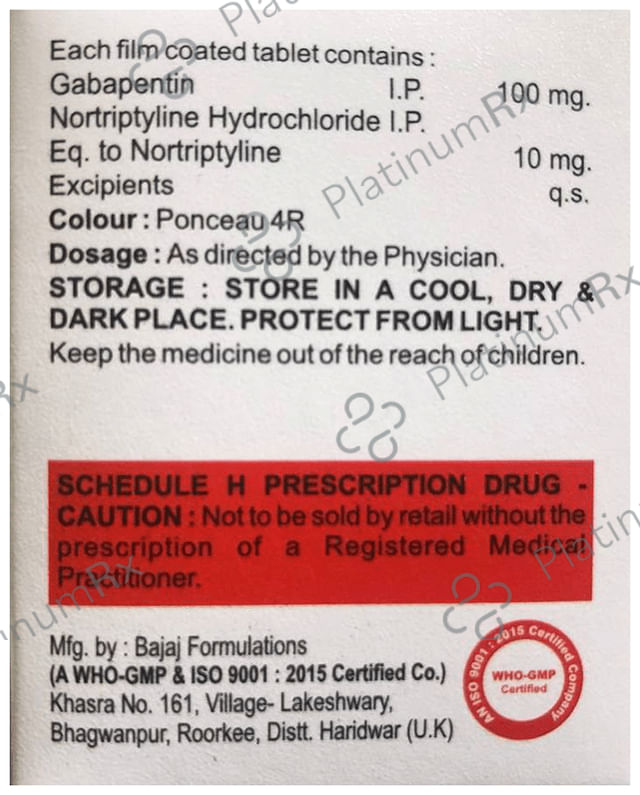 Each film coated tablet contains :
Gabapentin I.P. 100 mg.
Nortriptyline Hydrochloride I.P.
Eq. to Nortriptyline 10 mg.
Excipients q.s.
Colour : Ponceau 4R
Dosage : As directed by the Physician.
STORAGE : STORE IN A COOL, DRY &
DARK PLACE. PROTECT FROM LIGHT.
Keep the medicine out of the reach of children.
SCHEDULE H PRESCRIPTION DRUG -
CAUTION : Not to be sold by retail without the
prescription of a Registered Medical
Practitioner.
Mfg. by : Bajaj Formulations
(A WHO-GMP & ISO 9001 : 2015 Certified Co.)
Khasra No. 161, Village- Lakeshwary,
Bhagwanpur, Roorkee, Distt. Haridwar (U.K)
AN ISO 9001 : 2015 Certified Company
WHO-GMP
Certified
PlatinumRx
PlatinumRx
PlatinumRx